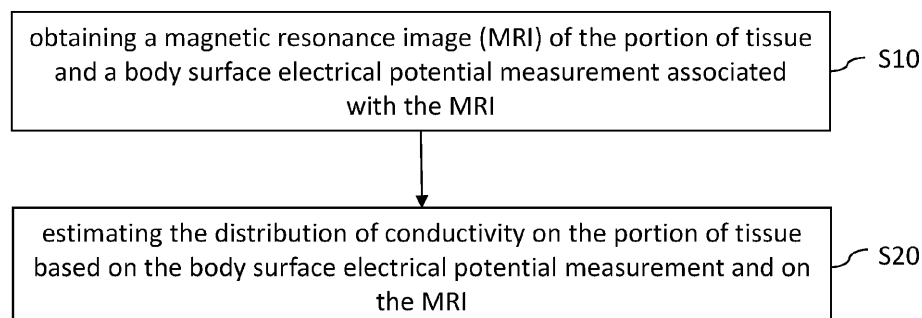 obtaining a magnetic resonance image (MRI) of the portion of tissue
and a body surface electrical potential measurement associated
with the MRI
S10
estimating the distribution of conductivity on the portion of tissue
based on the body surface electrical potential measurement and on
the MRI
S20